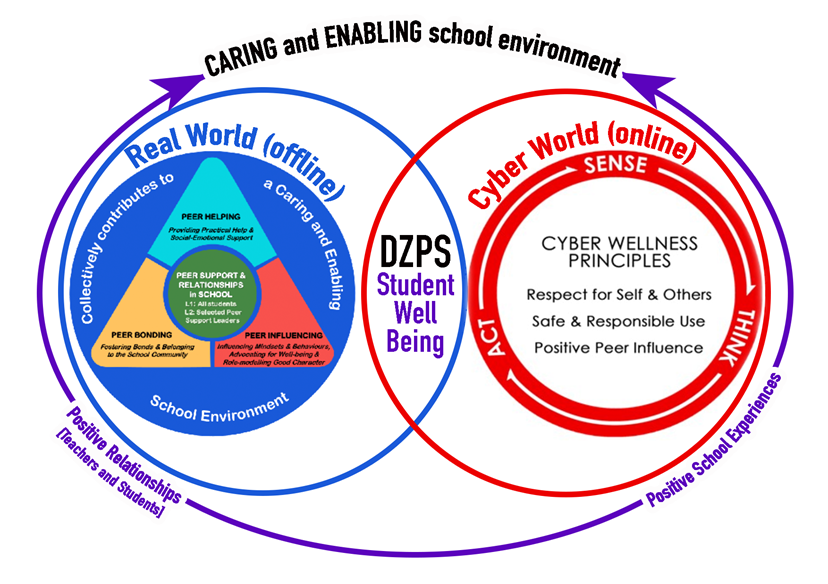 CARING and ENABLING school environment
Real World (offline)
Collectively contributes to
a Caring and Enabling
School Environment
PEER HELPING
Providing Practical Help &
Social-Emotional Support
PEER SUPPORT &
RELATIONSHIPS
in SCHOOL
L1: All students
L2: Selected Peer
Support Leaders
PEER BONDING
Fostering Bonds & Belonging
to the School Community
PEER INFLUENCING
Influencing Mindsets & Behaviours,
Advocating for Well-being &
Role-modelling Good Character
DZPS
Student
Well
Being
Cyber World (online)
SENSE
THINK
ACT
CYBER WELLNESS
PRINCIPLES
Respect for Self & Others
Safe & Responsible Use
Positive Peer Influence
Positive Relationships
[Teachers and Students]
Positive School Experiences